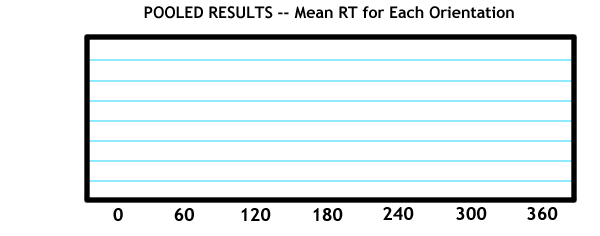 POOLED RESULTS -- Mean RT for Each Orientation
0 60 120 180 240 300 360